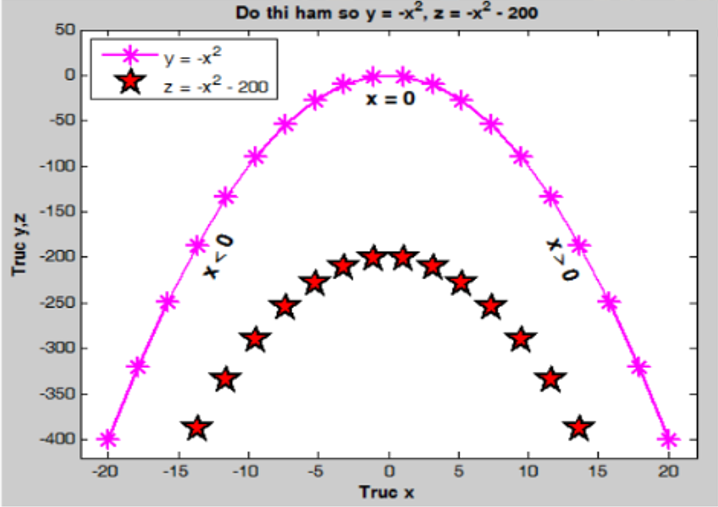 Do thi ham so y = -x², z = -x² - 200
50
y = -x²
z = -x² - 200
0
-50
-100
-150
-200
-250
-300
-350
-400
Truc y,z
x = 0
x < 0
x > 0
-20 -15 -10 -5 0 5 10 15 20
Truc x